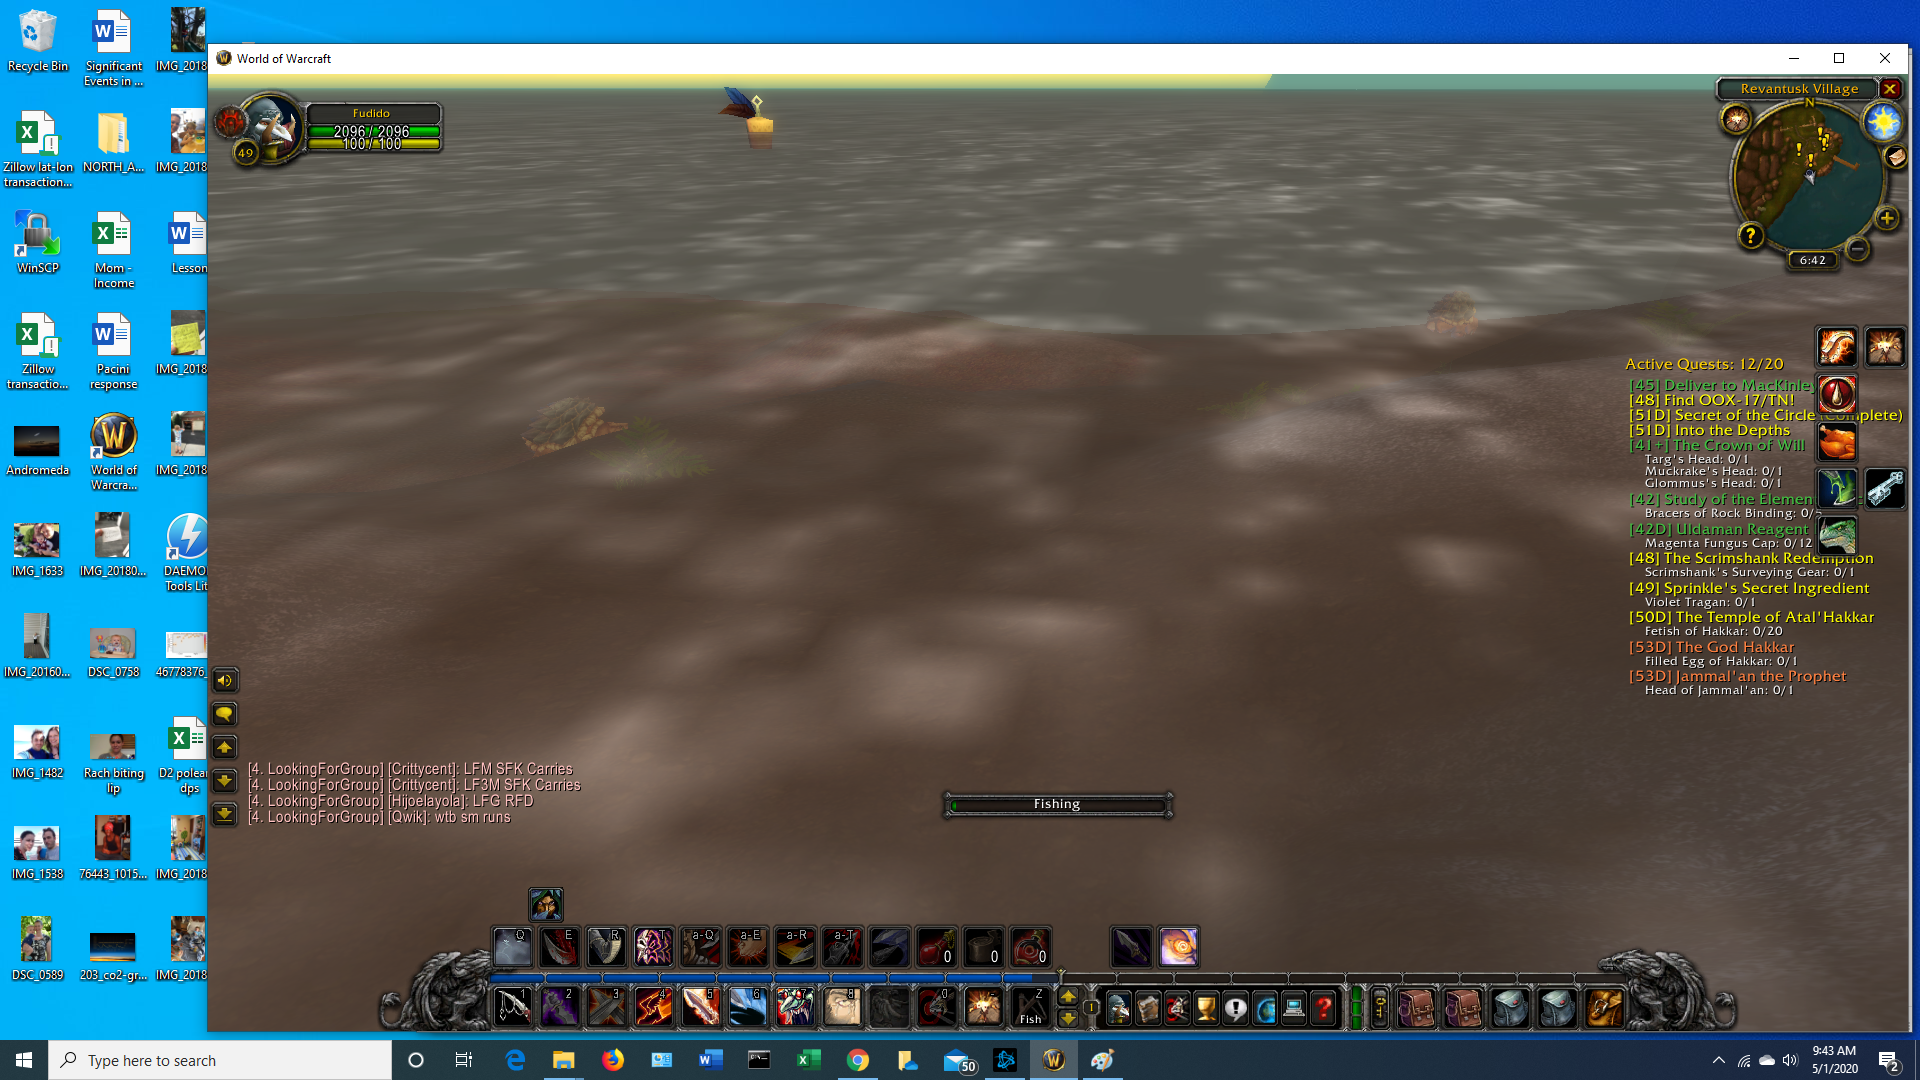 World of Warcraft
Recycle Bin
Significant
Events in ...
IMG_2018
Zillow lat-lon
transaction...
NORTH_A...
IMG_2018
WinSCP
Mom -
Income
Lesson
Zillow
transactio...
Pacini
response
IMG_2018
Andromeda
World of
Warcra...
IMG_2018
IMG_1633
IMG_20180...
DAEMO
Tools Lit
IMG_20160...
DSC_0758
46778376_
IMG_1482
Rach biting
lip
D2 polear
dps
IMG_1538
76443_1015...
IMG_2018
DSC_0589
203_co2-gr...
IMG_2018
Fudido
2096 / 2096
100 / 100
49
Revantusk Village
N
6:42
Active Quests: 12/20
[45] Deliver to MacKinley
[48] Find OOX-17/TN!
[51D] Secret of the Circle (Complete)
[51D] Into the Depths
[41+] The Crown of Will
Targ's Head: 0/1
Muckrake's Head: 0/1
Glommus's Head: 0/1
[42] Study of the Elemen
Bracers of Rock Binding: 0/5
[42D] Uldaman Reagent
Magenta Fungus Cap: 0/12
[48] The Scrimshank Redemption
Scrimshank's Surveying Gear: 0/1
[49] Sprinkle's Secret Ingredient
Violet Tragan: 0/1
[50D] The Temple of Atal'Hakkar
Fetish of Hakkar: 0/20
[53D] The God Hakkar
Filled Egg of Hakkar: 0/1
[53D] Jammal'an the Prophet
Head of Jammal'an: 0/1
[4. LookingForGroup] [Crittycent]: LFM SFK Carries
[4. LookingForGroup] [Crittycent]: LF3M SFK Carries
[4. LookingForGroup] [Hijoelayola]: LFG RFD
[4. LookingForGroup] [Qwik]: wtb sm runs
Fishing
Q E R T a-Q a-E a-R a-T 0 0 0
1 2 3 4 5 6 7 8 0 - Z
Fish
1
Type here to search
50
9:43 AM
5/1/2020
2